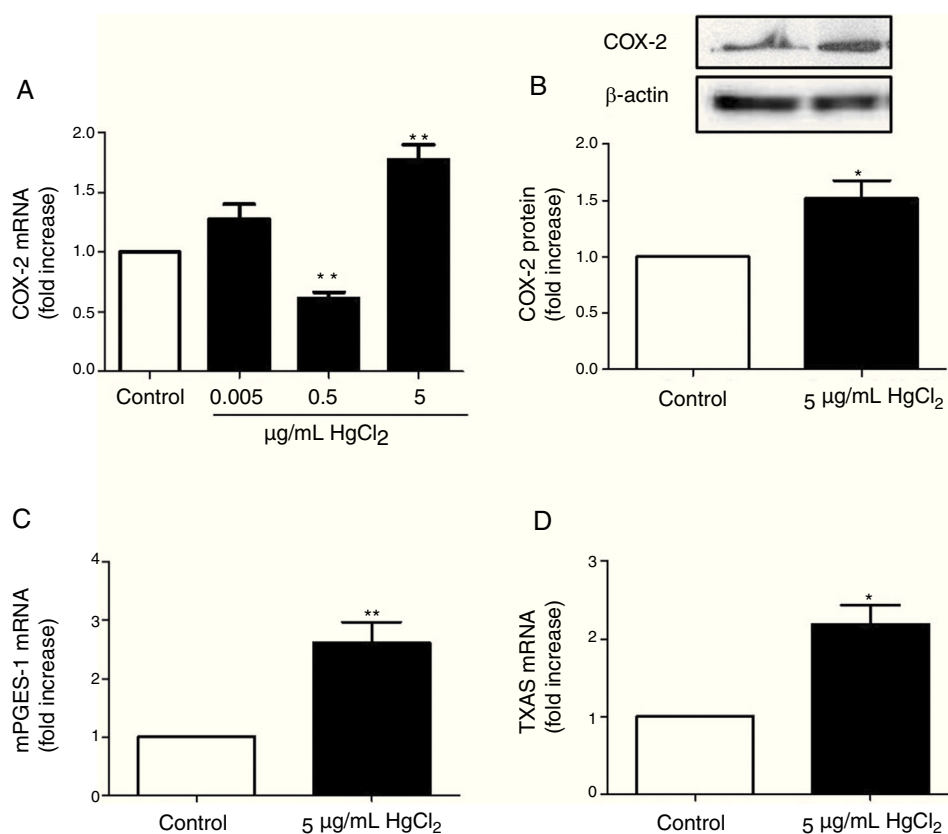 A
COX-2 mRNA
(fold increase)
2.0
1.5
1.0
0.5
0.0
**
**
Control
0.005
0.5
5
µg/mL HgCl2
B
COX-2
β-actin
COX-2 protein
(fold increase)
2.0
1.5
1.0
0.5
0.0
*
Control
5 µg/mL HgCl2
C
mPGES-1 mRNA
(fold increase)
4
3
2
1
0
**
Control
5 µg/mL HgCl2
D
TXAS mRNA
(fold increase)
3
2
1
0
*
Control
5 µg/mL HgCl2